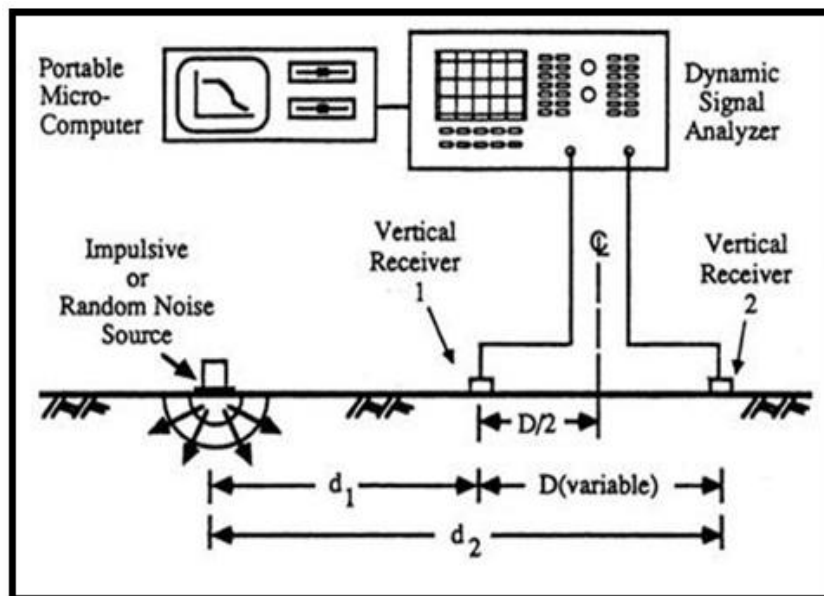 Portable
Micro-
Computer
Dynamic
Signal
Analyzer
Impulsive
or
Random Noise
Source
Vertical
Receiver
1
℄
Vertical
Receiver
2
D/2
d₁
D(variable)
d₂